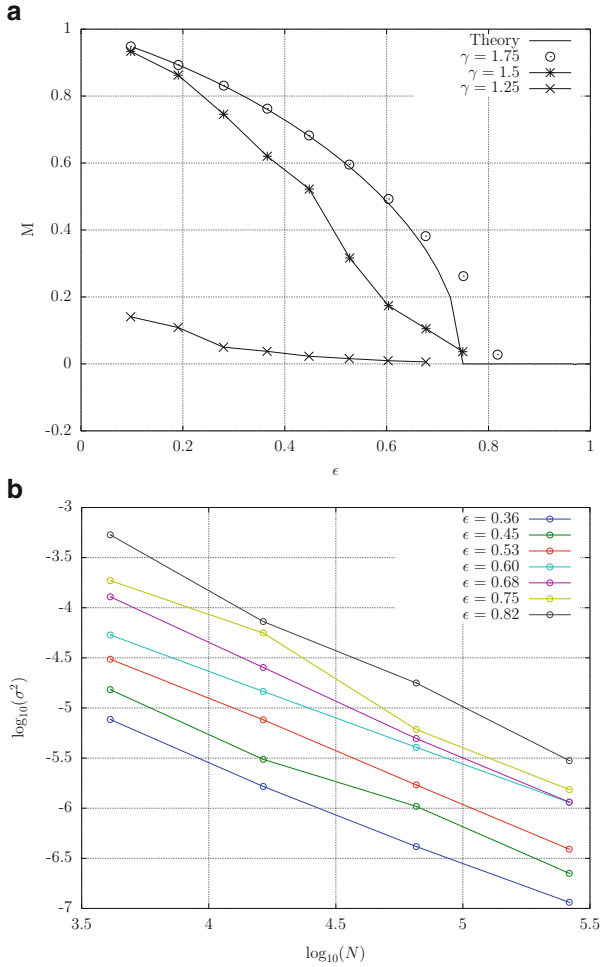 a
1
0.8
0.6
0.4
0.2
0
-0.2
M
0
0.2
0.4
0.6
0.8
1
ϵ
Theory
γ = 1.75
γ = 1.5
γ = 1.25
b
-3
-3.5
-4
-4.5
-5
-5.5
-6
-6.5
-7
log₁₀(σ²)
3.5
4
4.5
5
5.5
log₁₀(N)
ϵ = 0.36
ϵ = 0.45
ϵ = 0.53
ϵ = 0.60
ϵ = 0.68
ϵ = 0.75
ϵ = 0.82